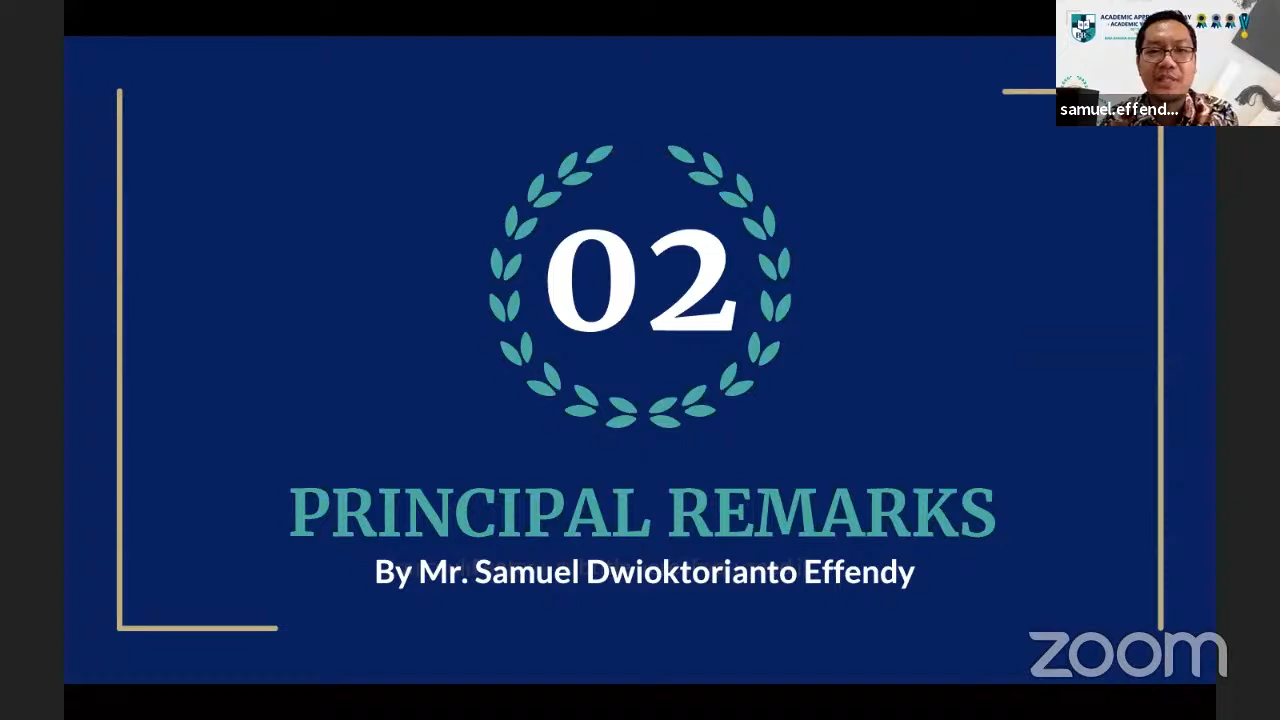 02
PRINCIPAL REMARKS
By Mr. Samuel Dwioktorianto Effendy
samuel.effend...
zoom